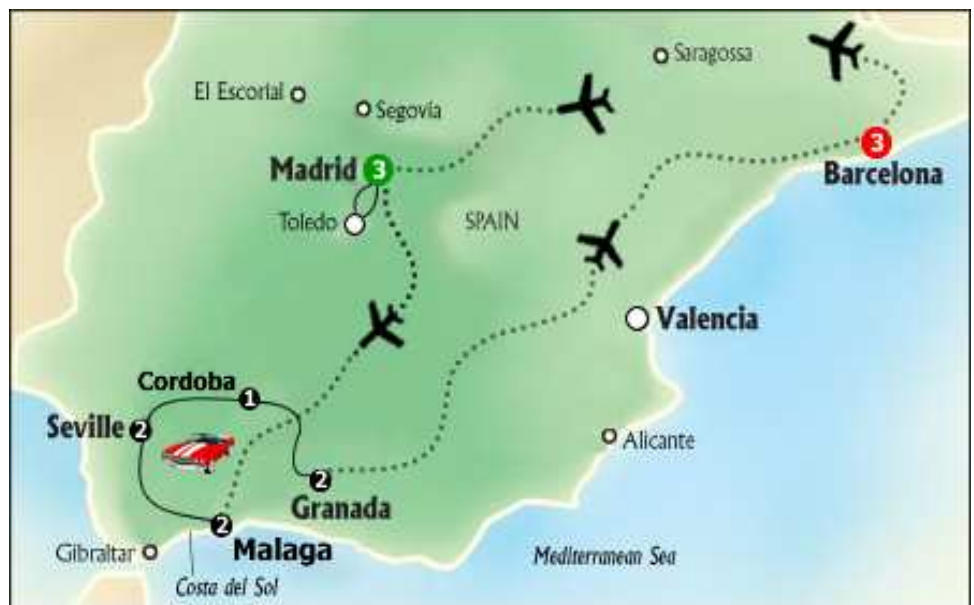 Saragossa
El Escorial
Segovia
3
Barcelona
Madrid 3
Toledo
SPAIN
Valencia
Cordoba 1
Seville 2
Alicante
2
Granada
2
Malaga
Gibraltar
Mediterranean Sea
Costa del Sol